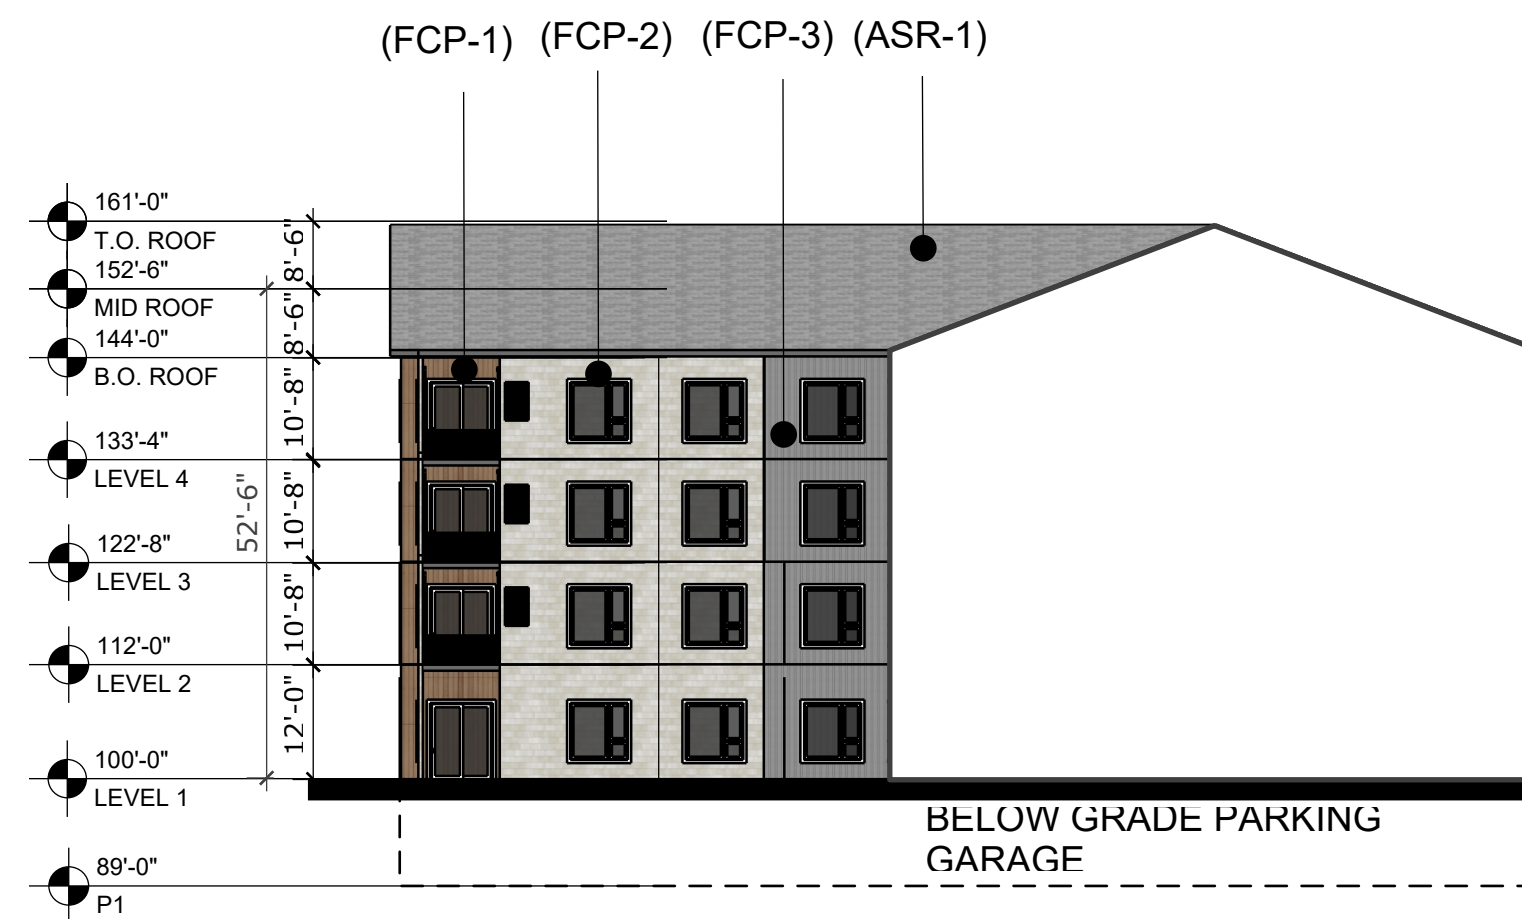 (FCP-1) (FCP-2) (FCP-3) (ASR-1)
161'-0"
T.O. ROOF
152'-6"
MID ROOF
144'-0"
B.O. ROOF
133'-4"
LEVEL 4
122'-8"
LEVEL 3
112'-0"
LEVEL 2
100'-0"
LEVEL 1
89'-0"
P1
52'-6"
8'-6"
8'-6"
10'-8"
10'-8"
10'-8"
12'-0"
BELOW GRADE PARKING
GARAGE